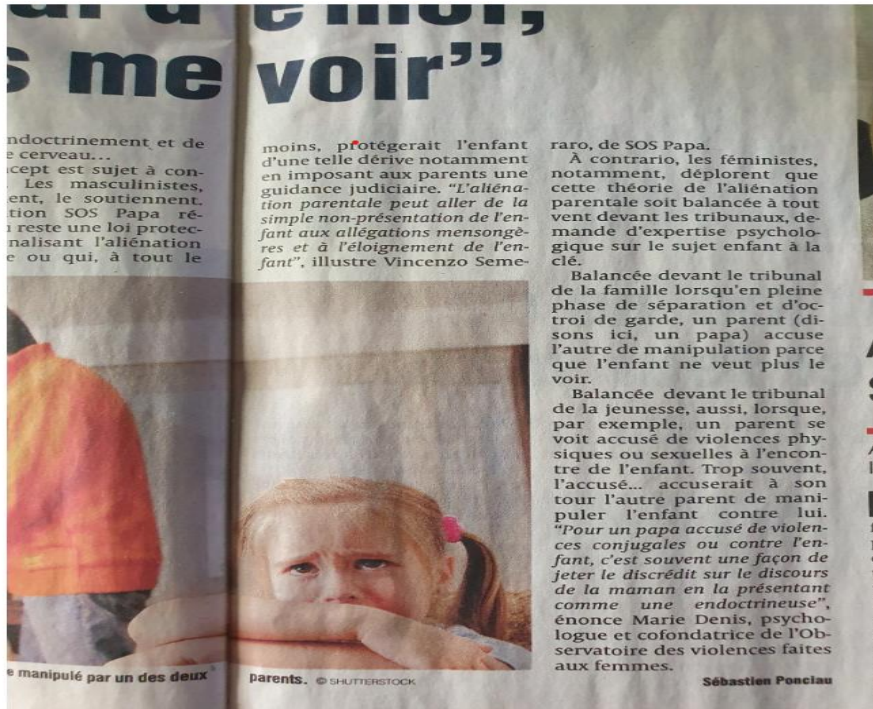 me voir”
ndoctrinement et de
cerveau...
cept est sujet à con-
Les masculinistes,
ent, le soutiennent.
tion SOS Papa ré-
reste une loi protec-
nalisant l'aliénation
ou qui, à tout le
moins, protégerait l'enfant
d'une telle dérive notamment
en imposant aux parents une
guidance judiciaire. “L'aliéna-
tion parentale peut aller de la
simple non-présentation de l'en-
fant aux allégations mensongè-
res et à l'éloignement de l'en-
fant”, illustre Vincenzo Seme-
raro, de SOS Papa.
À contrario, les féministes,
notamment, déplorent que
cette théorie de l'aliénation
parentale soit balancée à tout
vent devant les tribunaux, de-
mande d'expertise psycholo-
gique sur le sujet enfant à la
clé.
Balancée devant le tribunal
de la famille lorsqu'en pleine
phase de séparation et d'oc-
troi de garde, un parent (di-
sons ici, un papa) accuse
l'autre de manipulation parce
que l'enfant ne veut plus le
voir.
Balancée devant le tribunal
de la jeunesse, aussi, lorsque,
par exemple, un parent se
voit accusé de violences phy-
siques ou sexuelles à l'encon-
tre de l'enfant. Trop souvent,
l'accusé... accuserait à son
tour l'autre parent de mani-
puler l'enfant contre lui.
“Pour un papa accusé de violen-
ces conjugales ou contre l'en-
fant, c'est souvent une façon de
jeter le discrédit sur le discours
de la maman en la présentant
comme une endoctrineuse”,
énonce Marie Denis, psycho-
logue et cofondatrice de l'Ob-
servatoire des violences faites
aux femmes.
Sébastien Ponciau
e manipulé par un des deux parents. © SHUTTERSTOCK